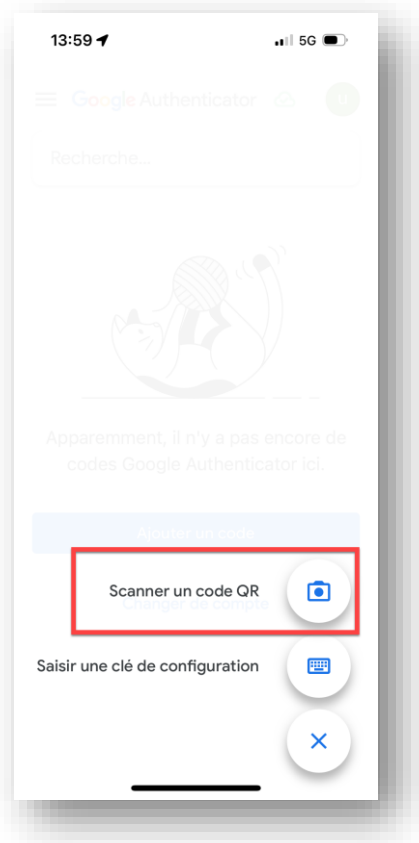 13:59
5G
Google Authenticator
Recherche...
Apparemment, il n'y a pas encore de
codes Google Authenticator ici.
Ajouter un code
Scanner un code QR
Changer de compte
Saisir une clé de configuration